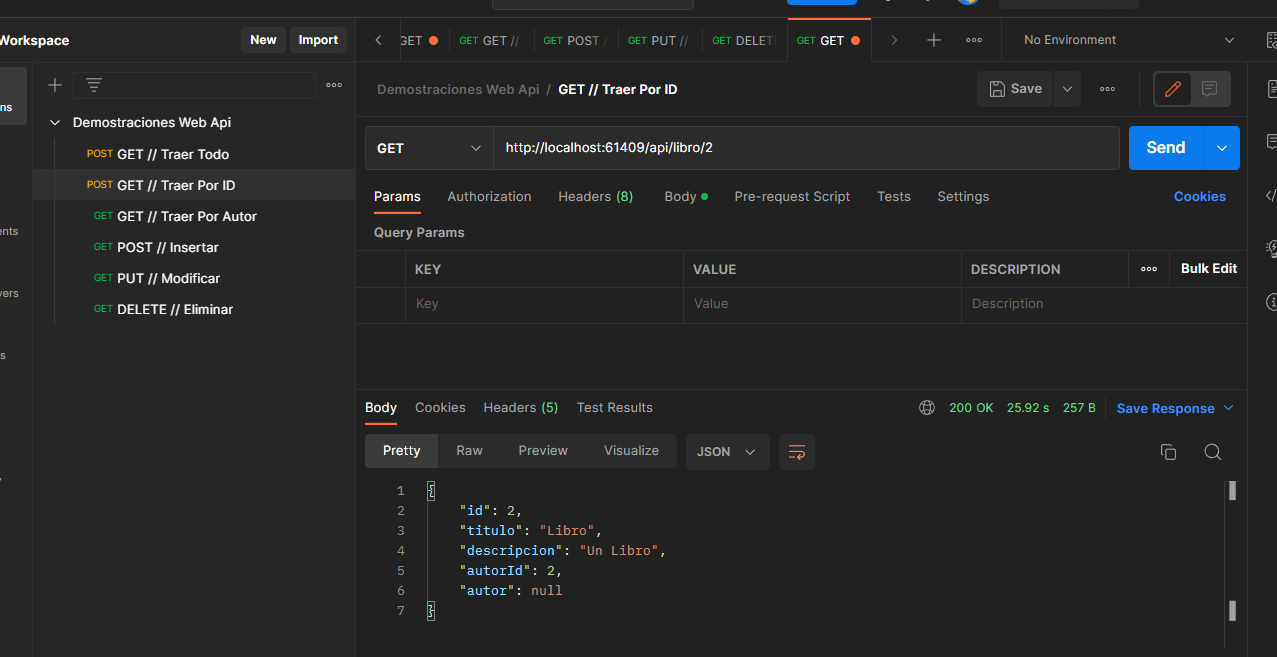 Workspace
New
Import
GET
GET GET //
GET POST /
GET PUT //
GET DELET
GET GET
No Environment
Demostraciones Web Api / GET // Traer Por ID
Save
ns
Demostraciones Web Api
POST GET // Traer Todo
POST GET // Traer Por ID
GET GET // Traer Por Autor
GET POST // Insertar
GET PUT // Modificar
GET DELETE // Eliminar
ents
vers
s
GET
http://localhost:61409/api/libro/2
Send
Params
Authorization
Headers (8)
Body
Pre-request Script
Tests
Settings
Cookies
Query Params
KEY
VALUE
DESCRIPTION
Bulk Edit
Key
Value
Description
Body
Cookies
Headers (5)
Test Results
200 OK
25.92 s
257 B
Save Response
Pretty
Raw
Preview
Visualize
JSON
1 {
2 "id": 2,
3 "titulo": "Libro",
4 "descripcion": "Un Libro",
5 "autorId": 2,
6 "autor": null
7 }